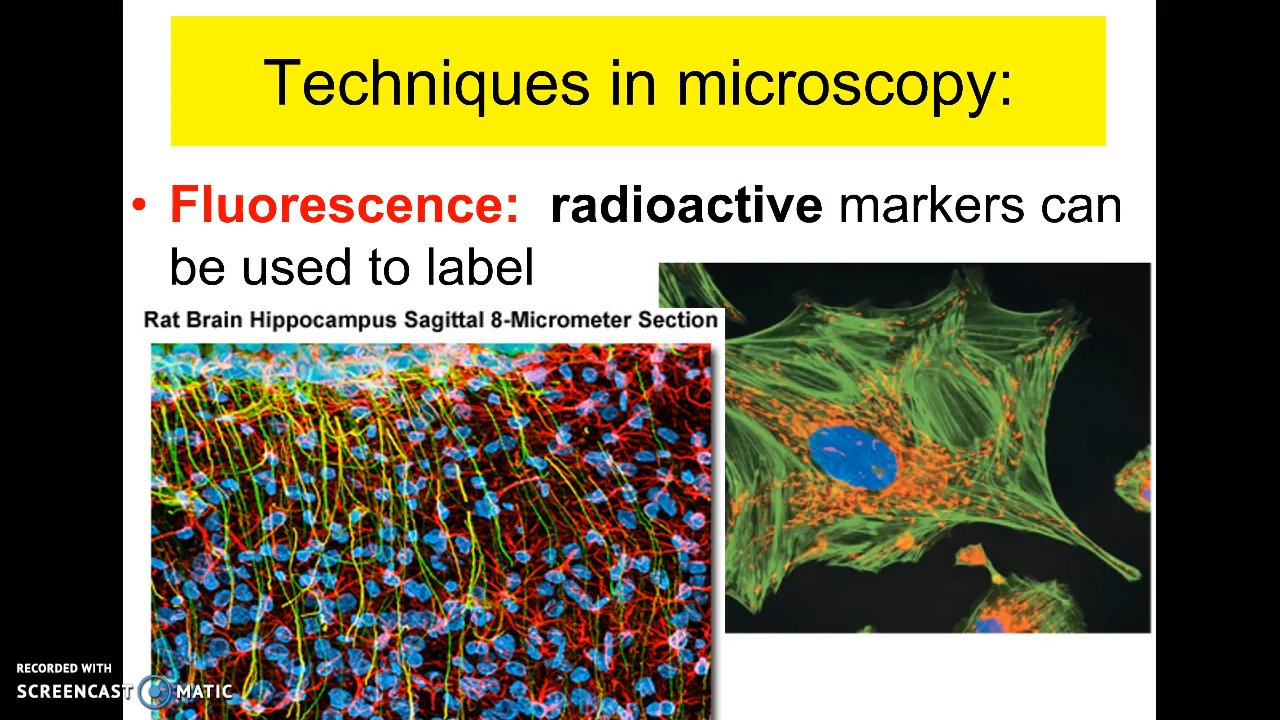 Techniques in microscopy:
• Fluorescence: radioactive markers can
be used to label
Rat Brain Hippocampus Sagittal 8-Micrometer Section
RECORDED WITH
SCREENCAST MATIC